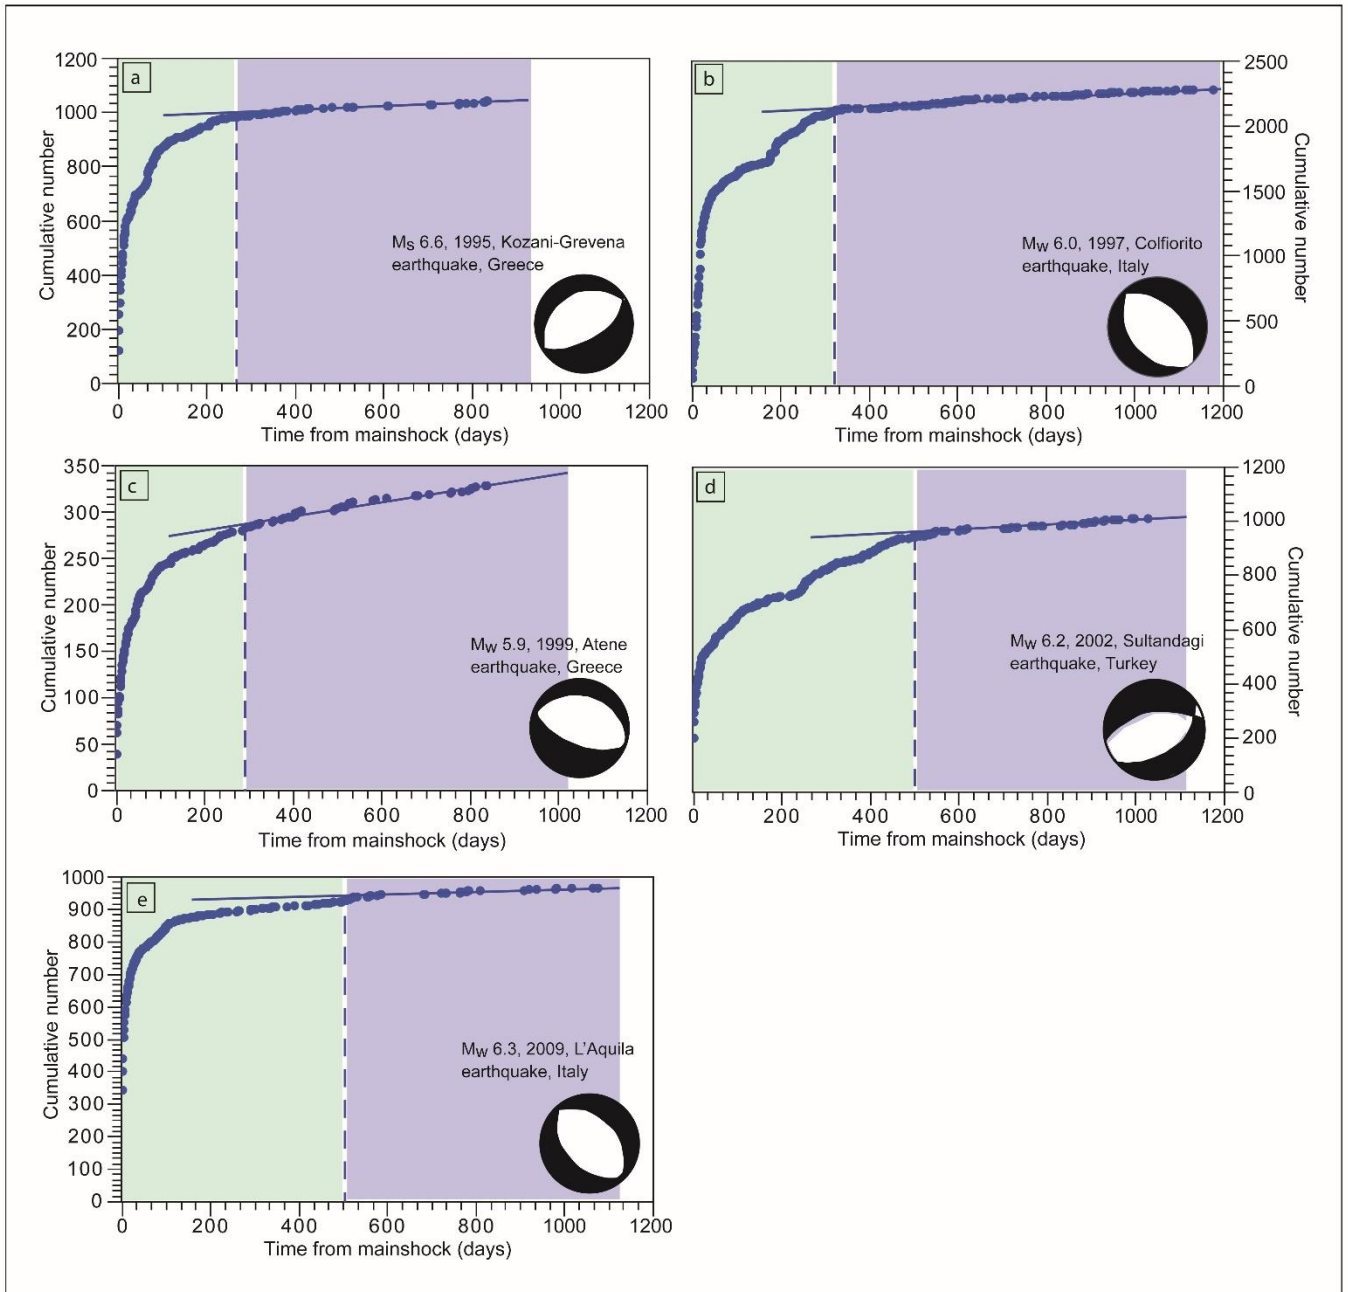 a
1200
1000
800
600
400
200
0
Cumulative number
0 200 400 600 800 1000 1200
Time from mainshock (days)
MS 6.6, 1995, Kozani-Grevena
earthquake, Greece
b
2500
2000
1500
1000
500
0
Cumulative number
0 200 400 600 800 1000 1200
Time from mainshock (days)
MW 6.0, 1997, Colfiorito
earthquake, Italy
c
350
300
250
200
150
100
50
0
Cumulative number
0 200 400 600 800 1000 1200
Time from mainshock (days)
MW 5.9, 1999, Atene
earthquake, Greece
d
1200
1000
800
600
400
200
0
Cumulative number
0 200 400 600 800 1000 1200
Time from mainshock (days)
MW 6.2, 2002, Sultandagi
earthquake, Turkey
e
1000
900
800
700
600
500
400
300
200
100
0
Cumulative number
0 200 400 600 800 1000 1200
Time from mainshock (days)
MW 6.3, 2009, L'Aquila
earthquake, Italy